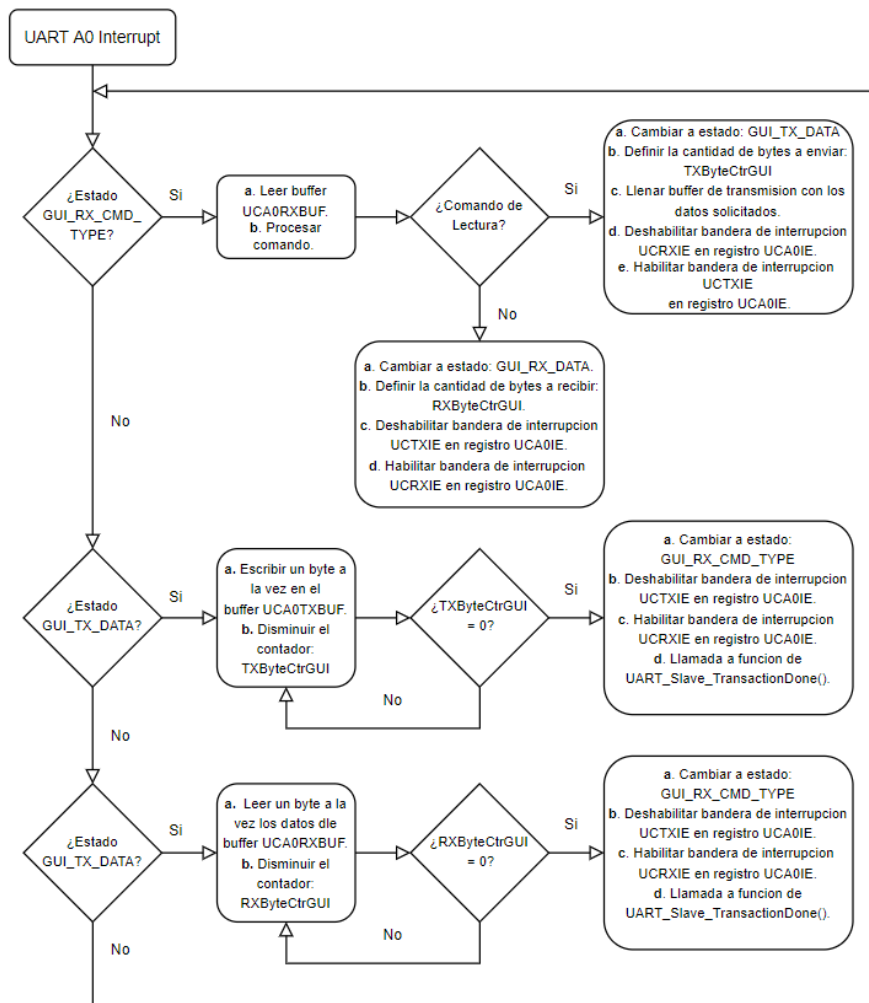 UART A0 Interrupt
¿Estado
GUI_RX_CMD_
TYPE?
Si
a. Leer buffer
UCA0RXBUF.
b. Procesar
comando.
¿Comando de
Lectura?
Si
a. Cambiar a estado: GUI_TX_DATA
b. Definir la cantidad de bytes a enviar:
TXByteCtrGUI
c. Llenar buffer de transmision con los
datos solicitados.
d. Deshabilitar bandera de interrupcion
UCRXIE en registro UCA0IE.
e. Habilitar bandera de interrupcion
UCTXIE
en registro UCA0IE.
No
a. Cambiar a estado: GUI_RX_DATA.
b. Definir la cantidad de bytes a recibir:
RXByteCtrGUI.
c. Deshabilitar bandera de interrupcion
UCTXIE en registro UCA0IE.
d. Habilitar bandera de interrupcion
UCRXIE en registro UCA0IE.
No
¿Estado
GUI_TX_DATA?
Si
a. Escribir un byte a
la vez en el
buffer UCA0TXBUF.
b. Disminuir el
contador:
TXByteCtrGUI
¿TXByteCtrGUI
= 0?
Si
a. Cambiar a estado:
GUI_RX_CMD_TYPE
b. Deshabilitar bandera de interrupcion
UCTXIE en registro UCA0IE.
c. Habilitar bandera de interrupcion
UCRXIE en registro UCA0IE.
d. Llamada a funcion de
UART_Slave_TransactionDone().
No
No
¿Estado
GUI_TX_DATA?
Si
a. Leer un byte a la
vez los datos dle
buffer UCA0RXBUF.
b. Disminuir el
contador:
RXByteCtrGUI
¿RXByteCtrGUI
= 0?
Si
a. Cambiar a estado:
GUI_RX_CMD_TYPE
b. Deshabilitar bandera de interrupcion
UCTXIE en registro UCA0IE.
c. Habilitar bandera de interrupcion
UCRXIE en registro UCA0IE.
d. Llamada a funcion de
UART_Slave_TransactionDone().
No
No